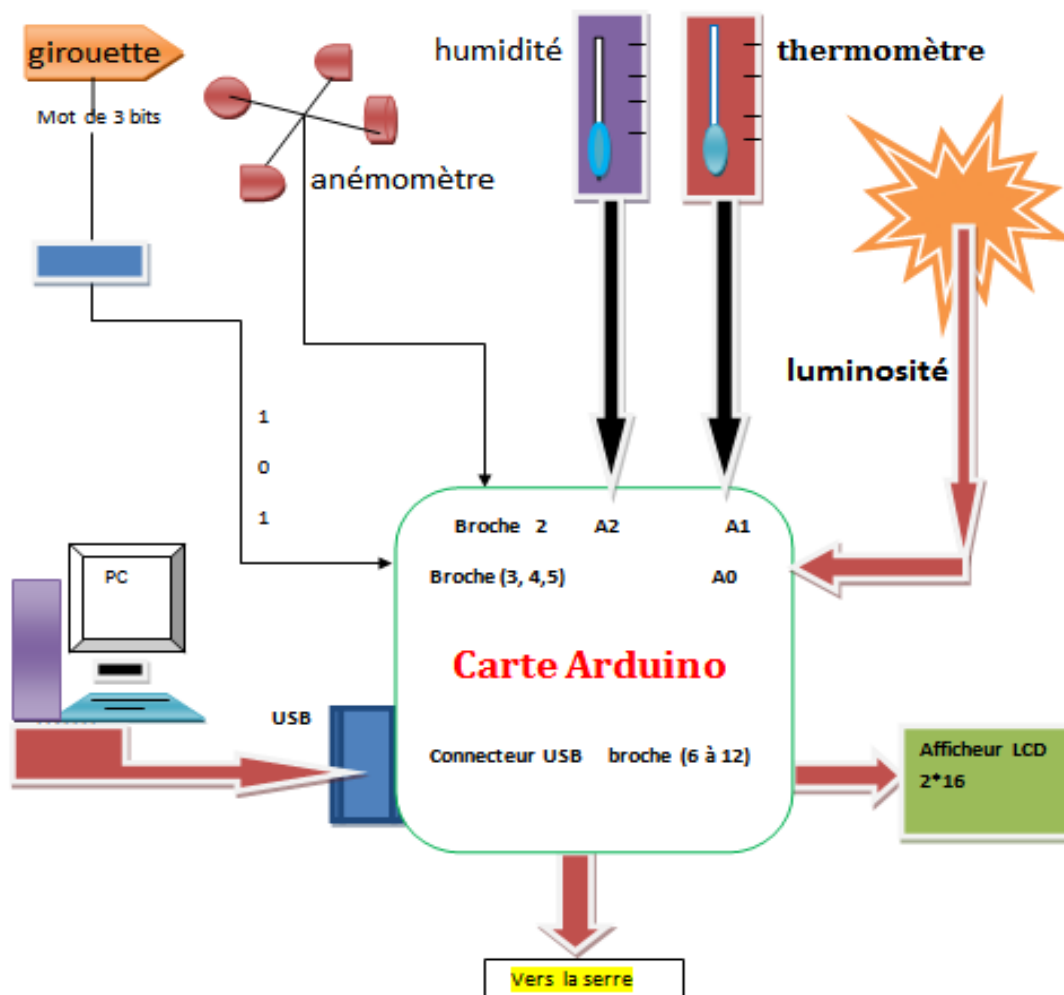 girouette
Mot de 3 bits
anémomètre
humidité
thermomètre
luminosité
1
0
1
Broche 2 A2 A1
Broche (3, 4,5) A0
PC
Carte Arduino
USB
Connecteur USB broche (6 à 12)
Afficheur LCD
2*16
Vers la serre